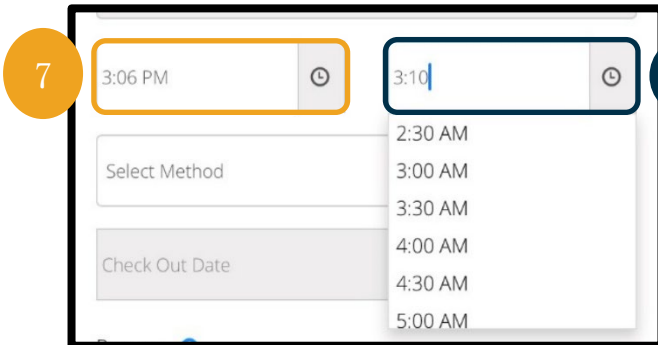 7
3:06 PM
3:10
2:30 AM
3:00 AM
Select Method
3:30 AM
4:00 AM
Check Out Date
4:30 AM
5:00 AM